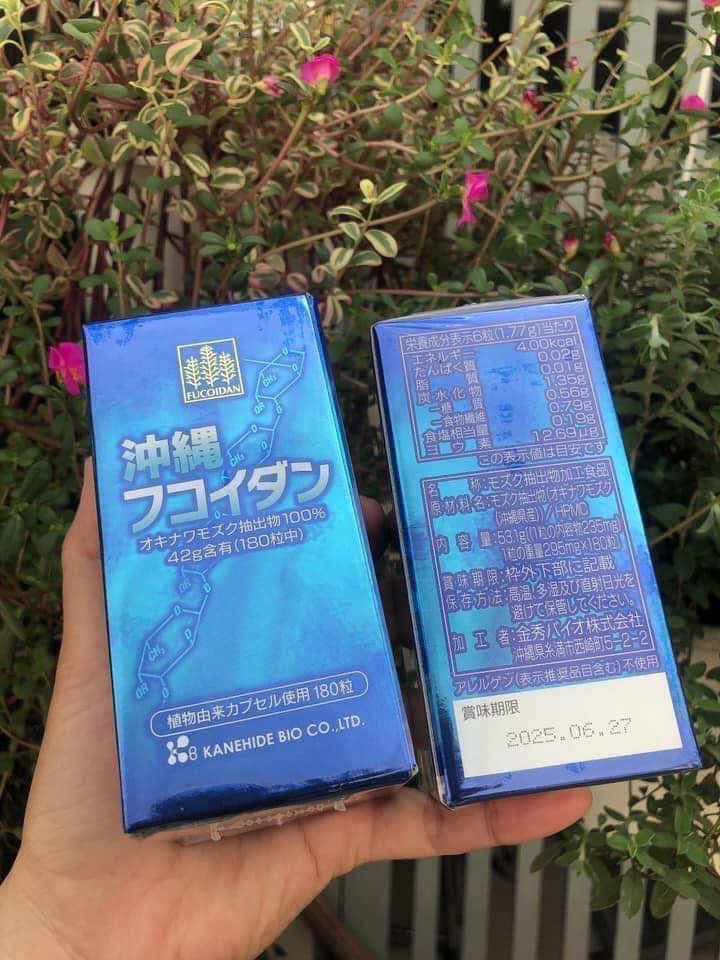 FUCOIDAN
沖縄
フコイダン
オキナワモズク抽出物100%
42g含有(180粒中)
植物由来カプセル使用 180粒
KANEHIDE BIO CO.,LTD.
栄養成分表示6粒(1.77g)当たり
エネルギー 4.00kcal
たんぱく質 0.02g
脂質 0.01g
炭水化物 1.35g
-糖質 0.56g
-食物繊維 0.79g
食塩相当量 0.19g
ヨウ素 12.69μg
この表示値は目安です
名称:モズク抽出物加工食品
原材料名:モズク抽出物(オキナワモズク
(沖縄県産))/HPMC
内容量:53.1g(1粒の内容物235mg
1粒の重量295mg×180粒)
賞味期限:枠外下部に記載
保存方法:高温、多湿及び直射日光を
避けて保管してください。
加工者:金秀バイオ株式会社
沖縄県糸満市西崎町5-2-2
アレルゲン(表示推奨品目含む)不使用
賞味期限
2025.06.27
OH
CH₃
O
O
CH₃
OR